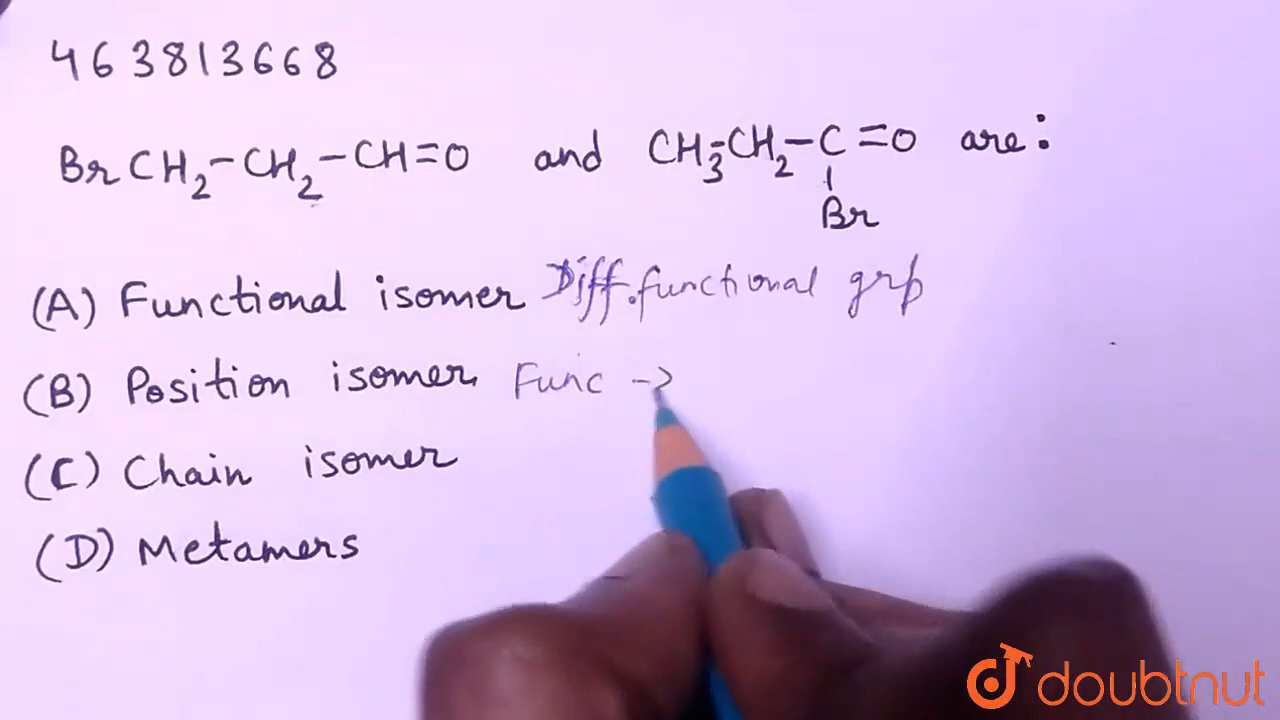 463813668
BrCH2-CH2-CH=O and CH3-CH2-C=O are:
Br
(A) Functional isomer Diff. functional grp
(B) Position isomer Func →
(C) Chain isomer
(D) Metamers
doubtnut